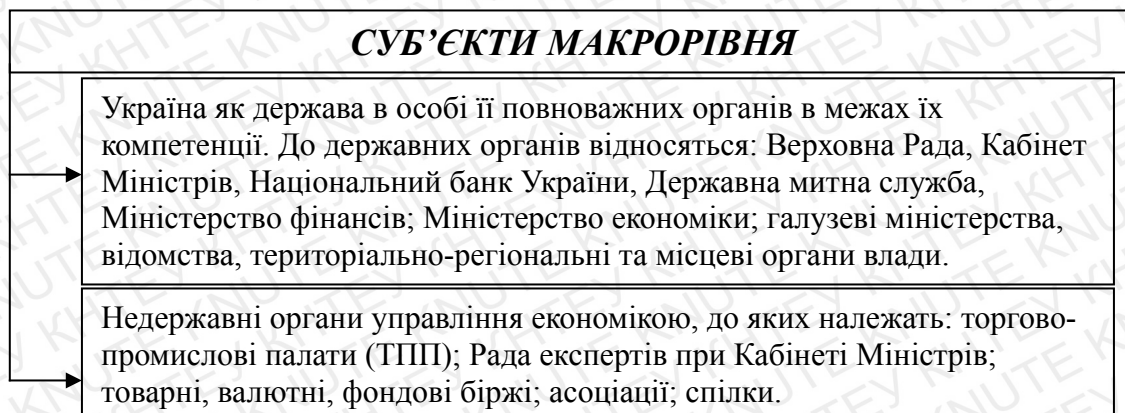 СУБ’ЄКТИ МАКРОРІВНЯ
Україна як держава в особі її повноважних органів в межах їх
компетенції. До державних органів відносяться: Верховна Рада, Кабінет
Міністрів, Національний банк України, Державна митна служба,
Міністерство фінансів; Міністерство економіки; галузеві міністерства,
відомства, територіально-регіональні та місцеві органи влади.
Недержавні органи управління економікою, до яких належать: торгово-
промислові палати (ТПП); Рада експертів при Кабінеті Міністрів;
товарні, валютні, фондові біржі; асоціації; спілки.